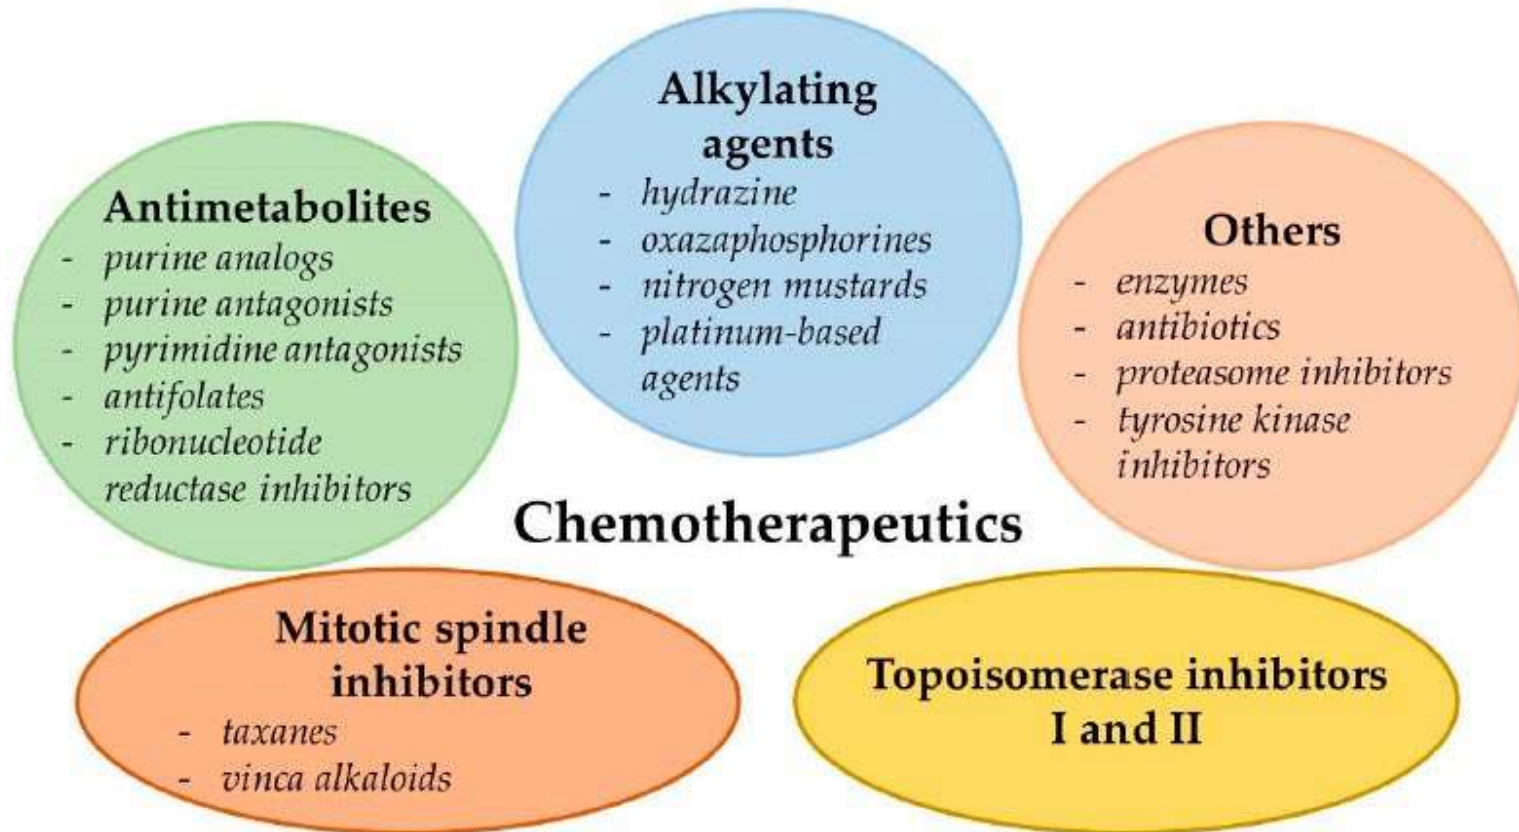 Alkylating
agents
- hydrazine
- oxazaphosphorines
- nitrogen mustards
- platinum-based
agents
Antimetabolites
- purine analogs
- purine antagonists
- pyrimidine antagonists
- antifolates
- ribonucleotide
reductase inhibitors
Others
- enzymes
- antibiotics
- proteasome inhibitors
- tyrosine kinase
inhibitors
Chemotherapeutics
Mitotic spindle
inhibitors
- taxanes
- vinca alkaloids
Topoisomerase inhibitors
I and II